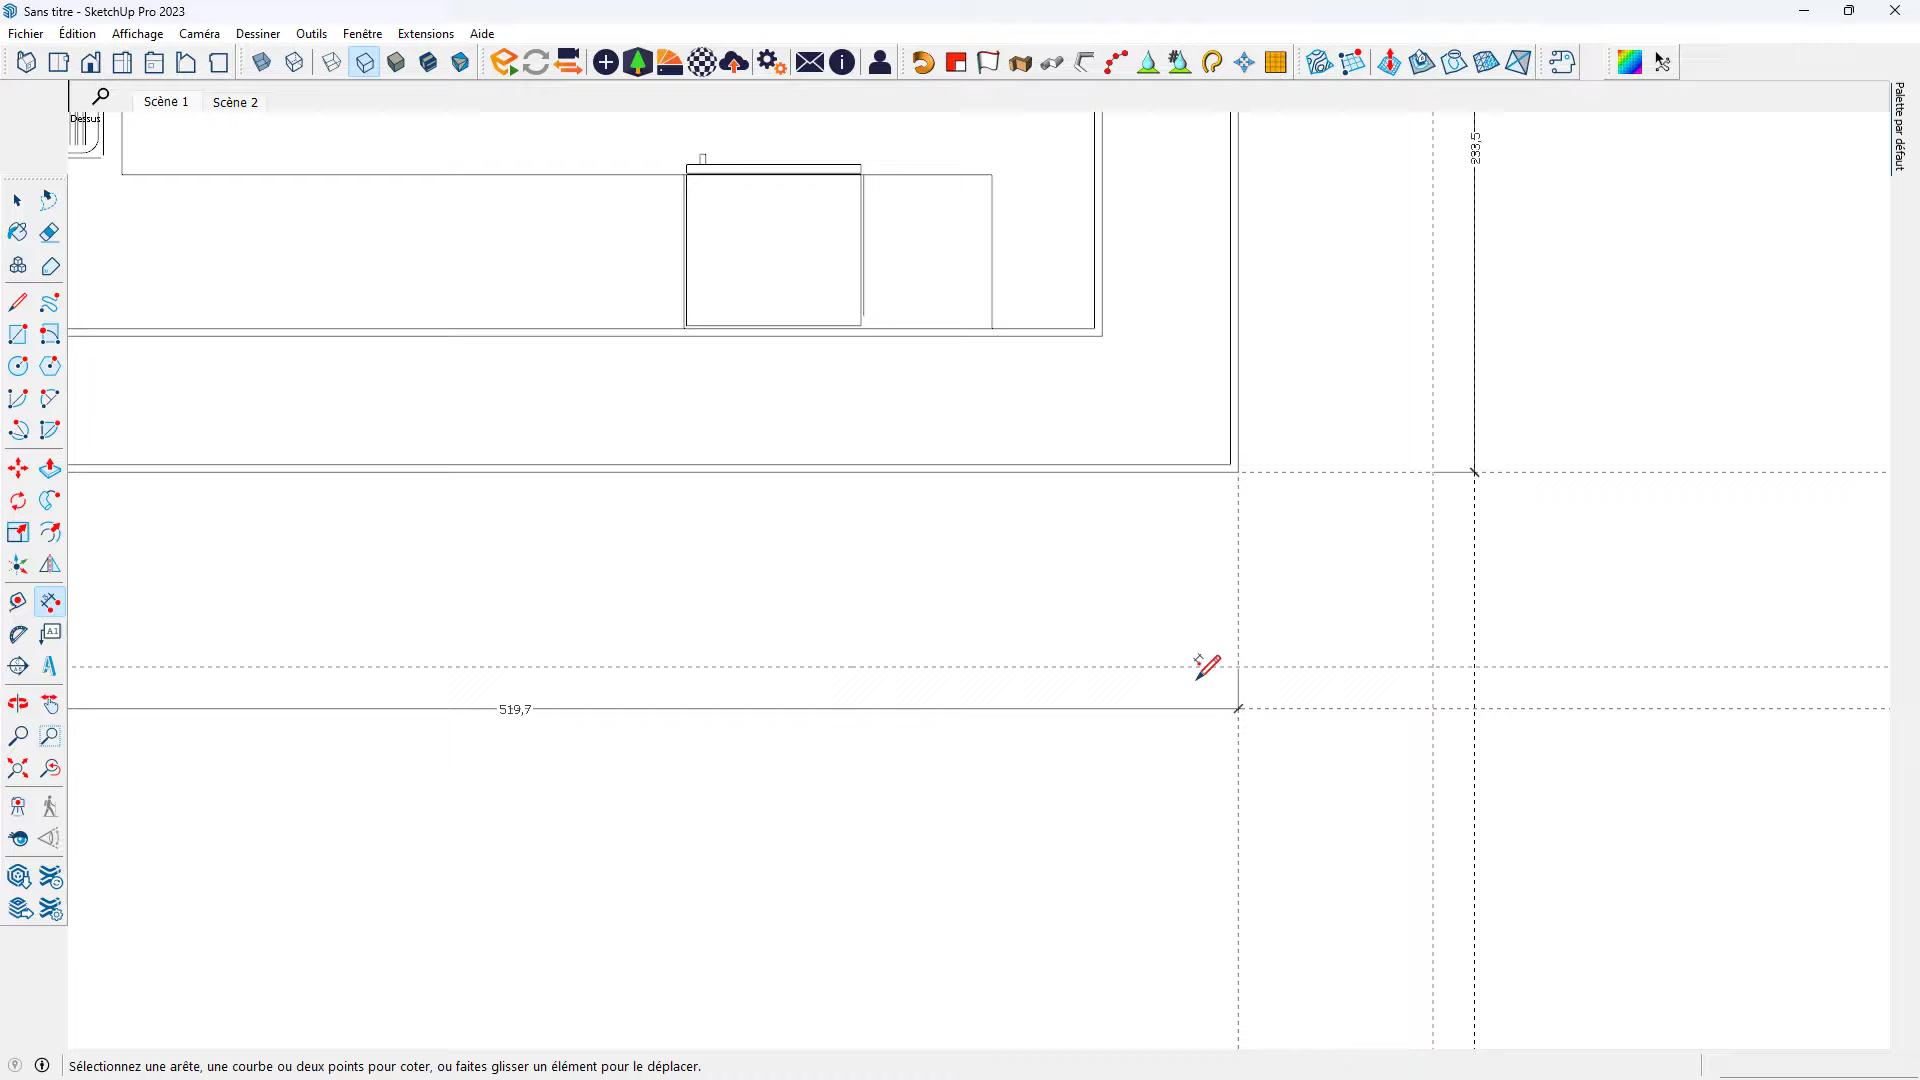 Sans titre - SketchUp Pro 2023
Fichier Édition Affichage Caméra Dessiner Outils Fenêtre Extensions Aide
Scène 1 Scène 2
Palette par défaut
Dessus
233,5
519,7
A1
Sélectionnez une arête, une courbe ou deux points pour coter, ou faites glisser un élément pour le déplacer.